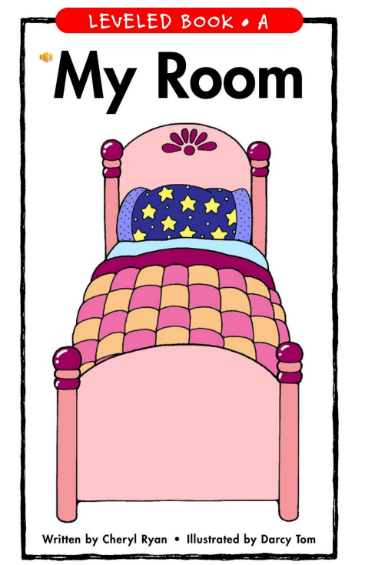 LEVELED BOOK • A
My Room
Written by Cheryl Ryan • Illustrated by Darcy Tom